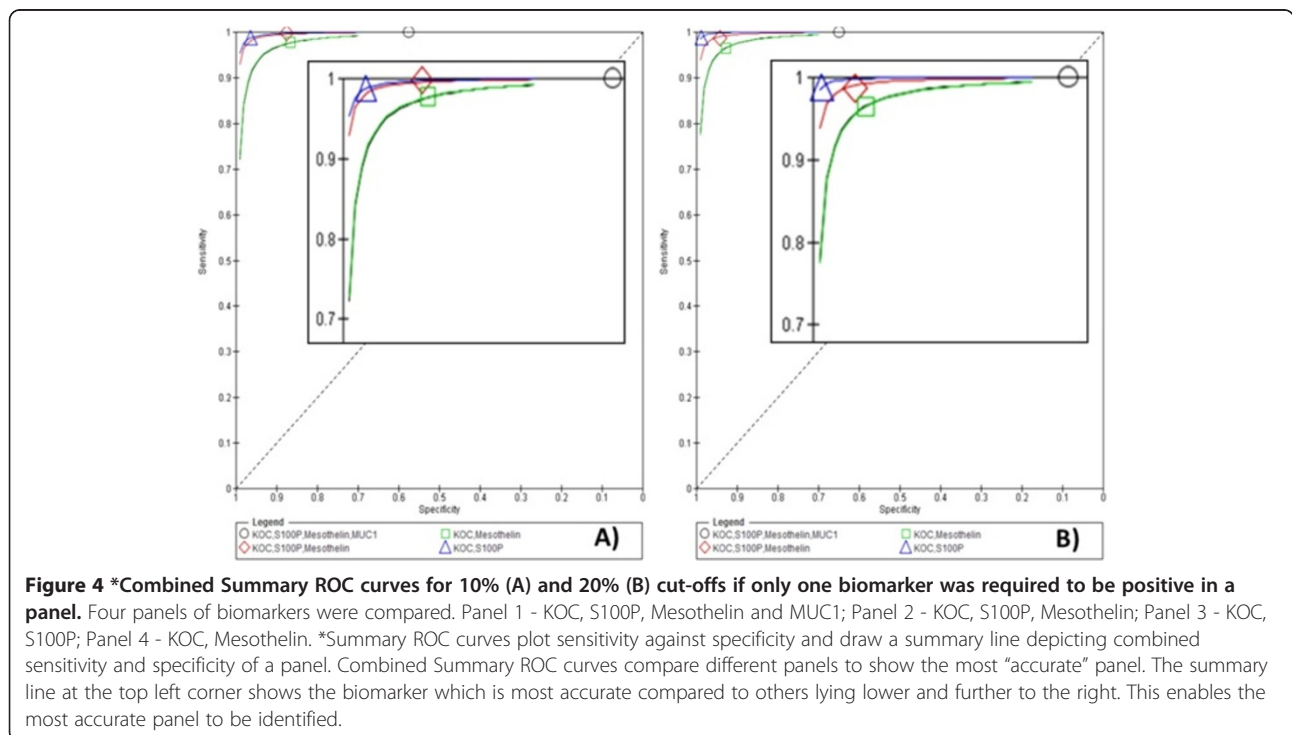 1
0.9
0.8
0.7
0.6
0.5
0.4
0.3
0.2
0.1
0
Sensitivity
1
0.9
0.8
0.7
1 0.9 0.8 0.7 0.6 0.5 0.4 0.3 0.2 0.1 0
Specificity
Legend
KOC,S100P,Mesothelin,MUC1
KOC,Mesothelin
KOC,S100P,Mesothelin
KOC,S100P
A)
1
0.9
0.8
0.7
0.6
0.5
0.4
0.3
0.2
0.1
0
Sensitivity
1
0.9
0.8
0.7
1 0.9 0.8 0.7 0.6 0.5 0.4 0.3 0.2 0.1 0
Specificity
Legend
KOC,S100P,Mesothelin,MUC1
KOC,Mesothelin
KOC,S100P,Mesothelin
KOC,S100P
B)
Figure 4 *Combined Summary ROC curves for 10% (A) and 20% (B) cut-offs if only one biomarker was required to be positive in a
panel. Four panels of biomarkers were compared. Panel 1 - KOC, S100P, Mesothelin and MUC1; Panel 2 - KOC, S100P, Mesothelin; Panel 3 - KOC,
S100P; Panel 4 - KOC, Mesothelin. *Summary ROC curves plot sensitivity against specificity and draw a summary line depicting combined
sensitivity and specificity of a panel. Combined Summary ROC curves compare different panels to show the most “accurate” panel. The summary
line at the top left corner shows the biomarker which is most accurate compared to others lying lower and further to the right. This enables the
most accurate panel to be identified.